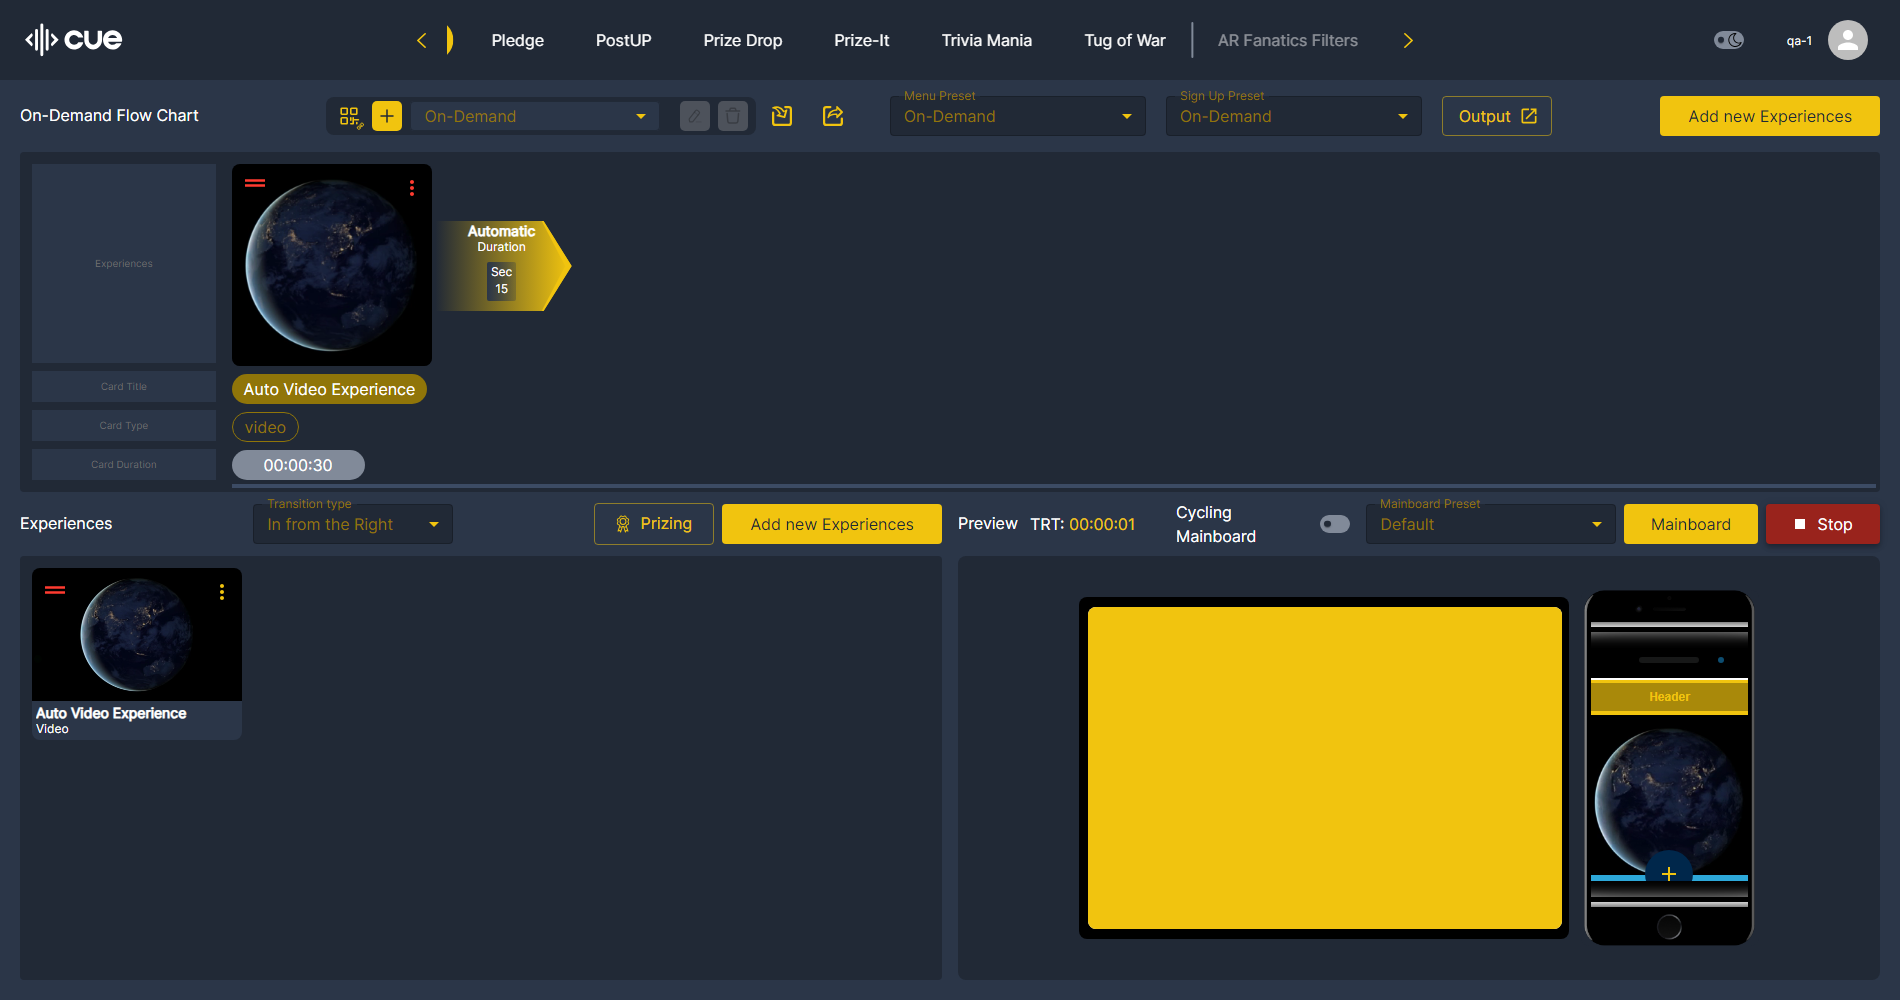 cue
Pledge
PostUP
Prize Drop
Prize-It
Trivia Mania
Tug of War
AR Fanatics Filters
qa-1
On-Demand Flow Chart
On-Demand
Menu Preset
On-Demand
Sign Up Preset
On-Demand
Output
Add new Experiences
Experiences
Automatic
Duration
Sec
15
Card Title
Auto Video Experience
Card Type
video
Card Duration
00:00:30
Experiences
Transition type
In from the Right
Prizing
Add new Experiences
Preview
TRT: 00:00:01
Cycling
Mainboard
Mainboard Preset
Default
Mainboard
Stop
Auto Video Experience
Video
Header